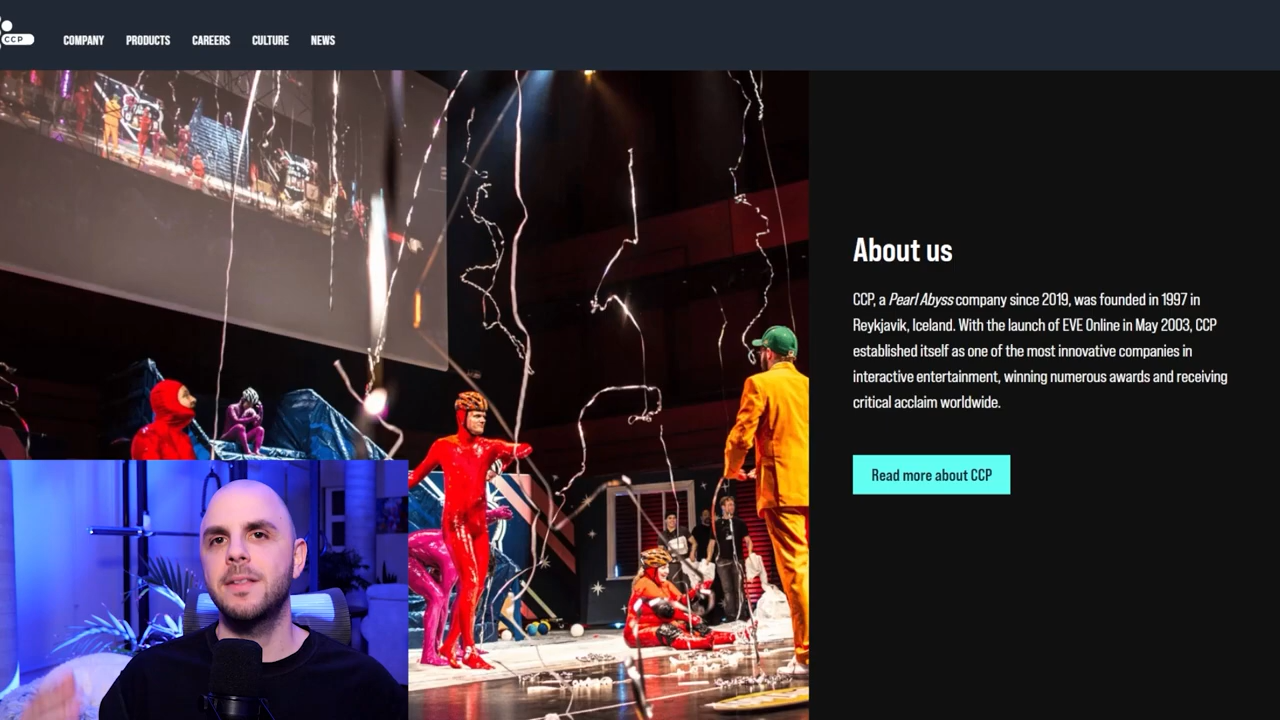 CCP
COMPANY PRODUCTS CAREERS CULTURE NEWS
About us
CCP, a Pearl Abyss company since 2019, was founded in 1997 in
Reykjavik, Iceland. With the launch of EVE Online in May 2003, CCP
established itself as one of the most innovative companies in
interactive entertainment, winning numerous awards and receiving
critical acclaim worldwide.
Read more about CCP